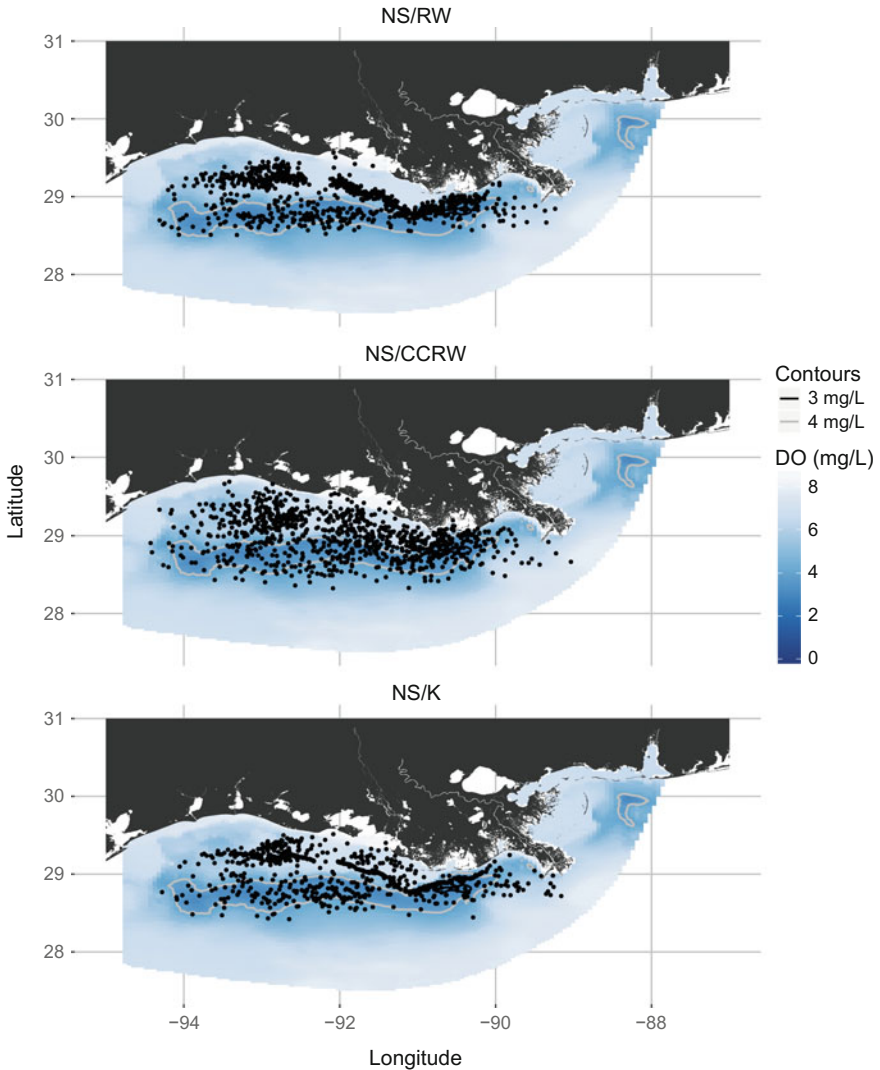 NS/RW
31
30
29
28
NS/CCRW
31
30
29
28
Latitude
Contours
3 mg/L
4 mg/L
DO (mg/L)
8
6
4
2
0
NS/K
31
30
29
28
−94
−92
−90
−88
Longitude